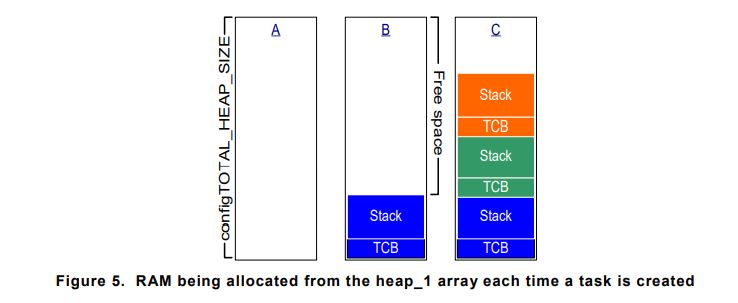 A
B
C
configTOTAL_HEAP_SIZE
Free space
Stack
TCB
Stack
TCB
Stack
TCB
Stack
TCB
Figure 5. RAM being allocated from the heap_1 array each time a task is created